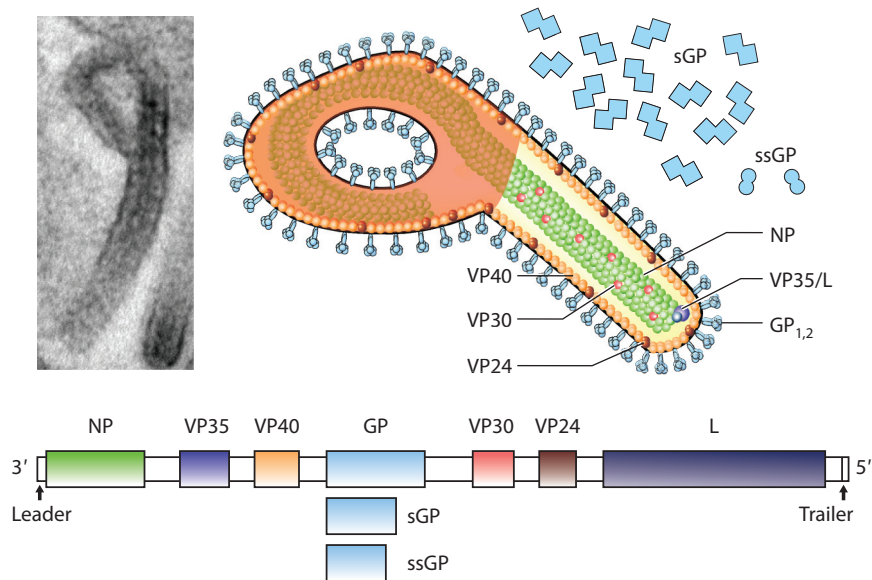 sGP
ssGP
NP
VP40
VP35/L
VP30
GP1,2
VP24
NP VP35 VP40 GP VP30 VP24 L
3′ 5′
Leader Trailer
sGP
ssGP